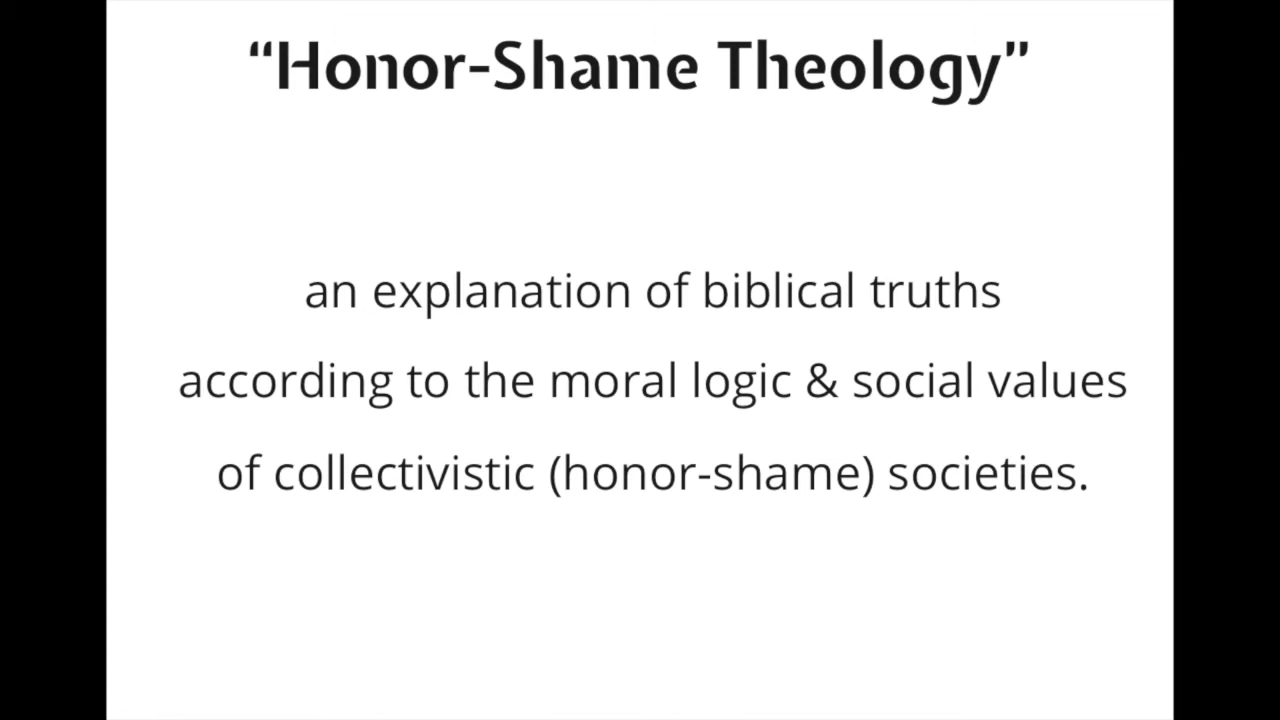 “Honor-Shame Theology”
an explanation of biblical truths
according to the moral logic & social values
of collectivistic (honor-shame) societies.